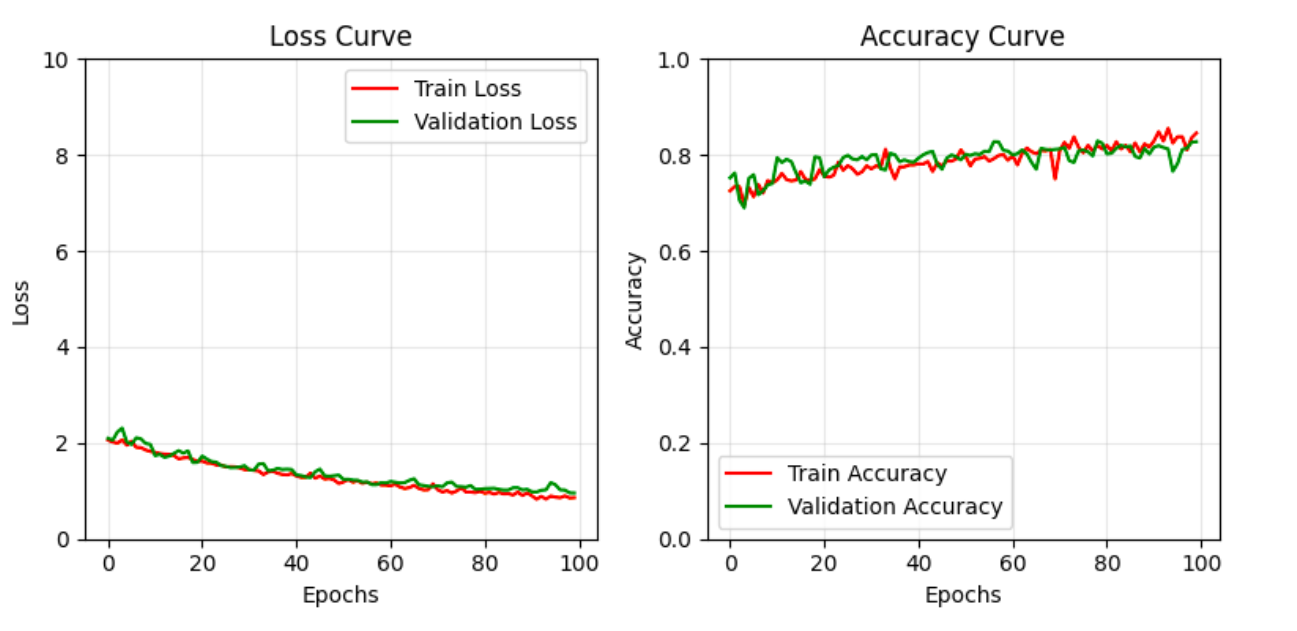 Loss Curve
10
8
6
4
2
0
Loss
Train Loss
Validation Loss
0 20 40 60 80 100
Epochs
Accuracy Curve
1.0
0.8
0.6
0.4
0.2
0.0
Accuracy
Train Accuracy
Validation Accuracy
0 20 40 60 80 100
Epochs